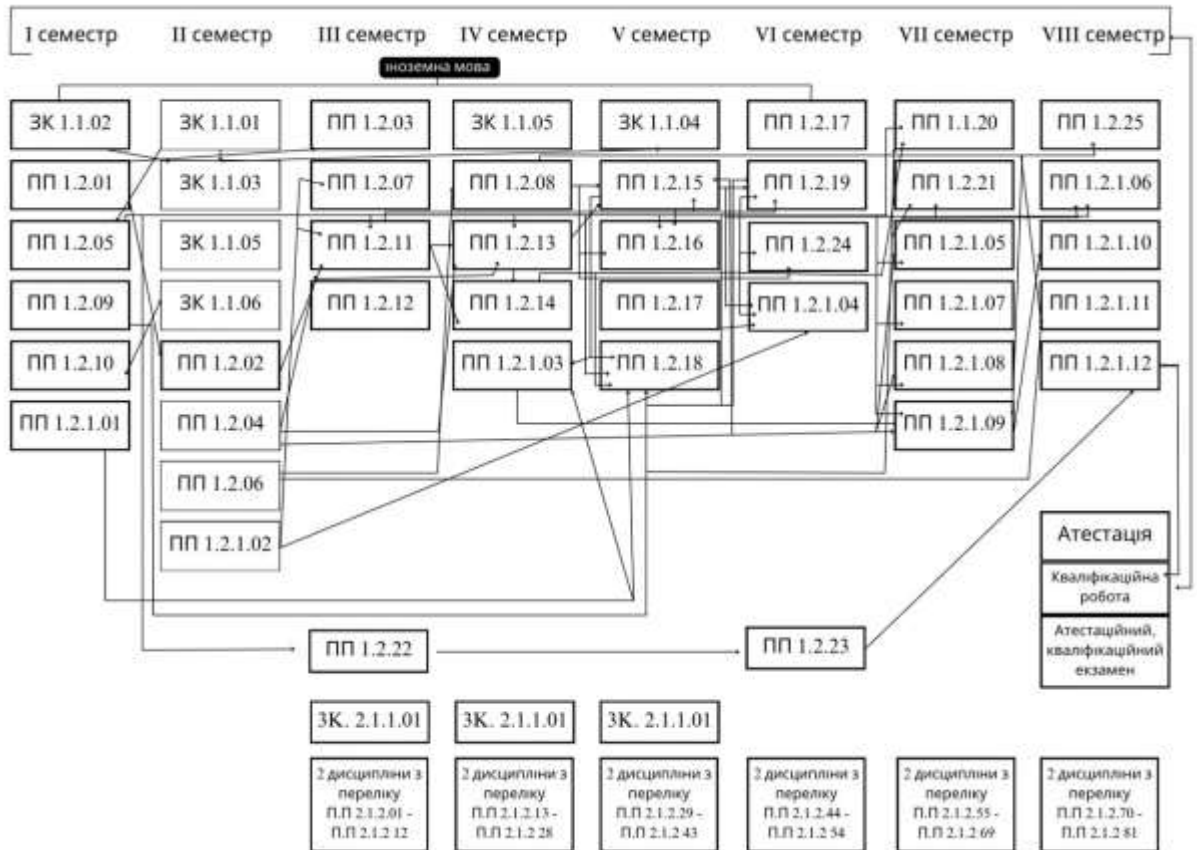 I семестр
II семестр
III семестр
IV семестр
V семестр
VI семестр
VII семестр
VIII семестр
іноземна мова
ЗК 1.1.02
ЗК 1.1.01
ПП 1.2.03
ЗК 1.1.05
ЗК 1.1.04
ПП 1.2.17
ПП 1.1.20
ПП 1.2.25
ПП 1.2.01
ЗК 1.1.03
ПП 1.2.07
ПП 1.2.08
ПП 1.2.15
ПП 1.2.19
ПП 1.2.21
ПП 1.2.1.06
ПП 1.2.05
ЗК 1.1.05
ПП 1.2.11
ПП 1.2.13
ПП 1.2.16
ПП 1.2.24
ПП 1.2.1.05
ПП 1.2.1.10
ПП 1.2.09
ЗК 1.1.06
ПП 1.2.12
ПП 1.2.14
ПП 1.2.17
ПП 1.2.1.04
ПП 1.2.1.07
ПП 1.2.1.11
ПП 1.2.10
ПП 1.2.02
ПП 1.2.1.03
ПП 1.2.18
ПП 1.2.1.08
ПП 1.2.1.12
ПП 1.2.1.01
ПП 1.2.04
ПП 1.2.1.09
ПП 1.2.06
ПП 1.2.1.02
Атестація
Кваліфікаційна
робота
Атестаційний,
кваліфікаційний
екзамен
ПП 1.2.22
ПП 1.2.23
ЗК. 2.1.1.01
ЗК. 2.1.1.01
ЗК. 2.1.1.01
2 дисципліни з
переліку
П.П 2.1.2.01 -
П.П 2.1.2 12
2 дисципліни з
переліку
П.П 2.1.2.13 -
П.П 2.1.2 28
2 дисципліни з
переліку
П.П 2.1.2.29 -
П.П 2.1.2 43
2 дисципліни з
переліку
П.П 2.1.2.44 -
П.П 2.1.2 54
2 дисципліни з
переліку
П.П 2.1.2.55 -
П.П 2.1.2 69
2 дисципліни з
переліку
П.П 2.1.2.70 -
П.П 2.1.2 81